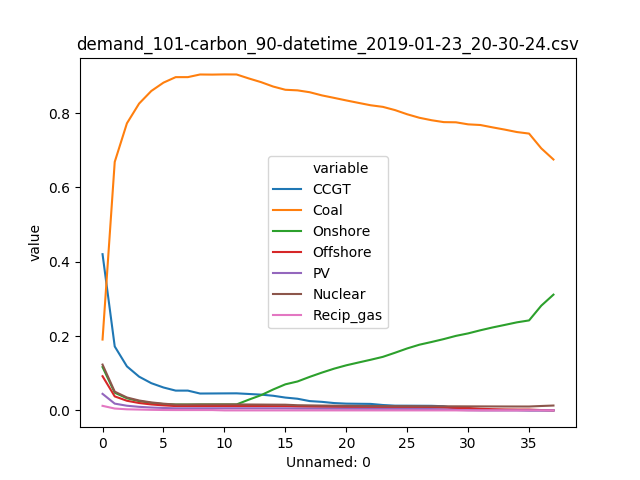 demand_101-carbon_90-datetime_2019-01-23_20-30-24.csv
value
0.8
0.6
0.4
0.2
0.0
variable
CCGT
Coal
Onshore
Offshore
PV
Nuclear
Recip_gas
0 5 10 15 20 25 30 35
Unnamed: 0